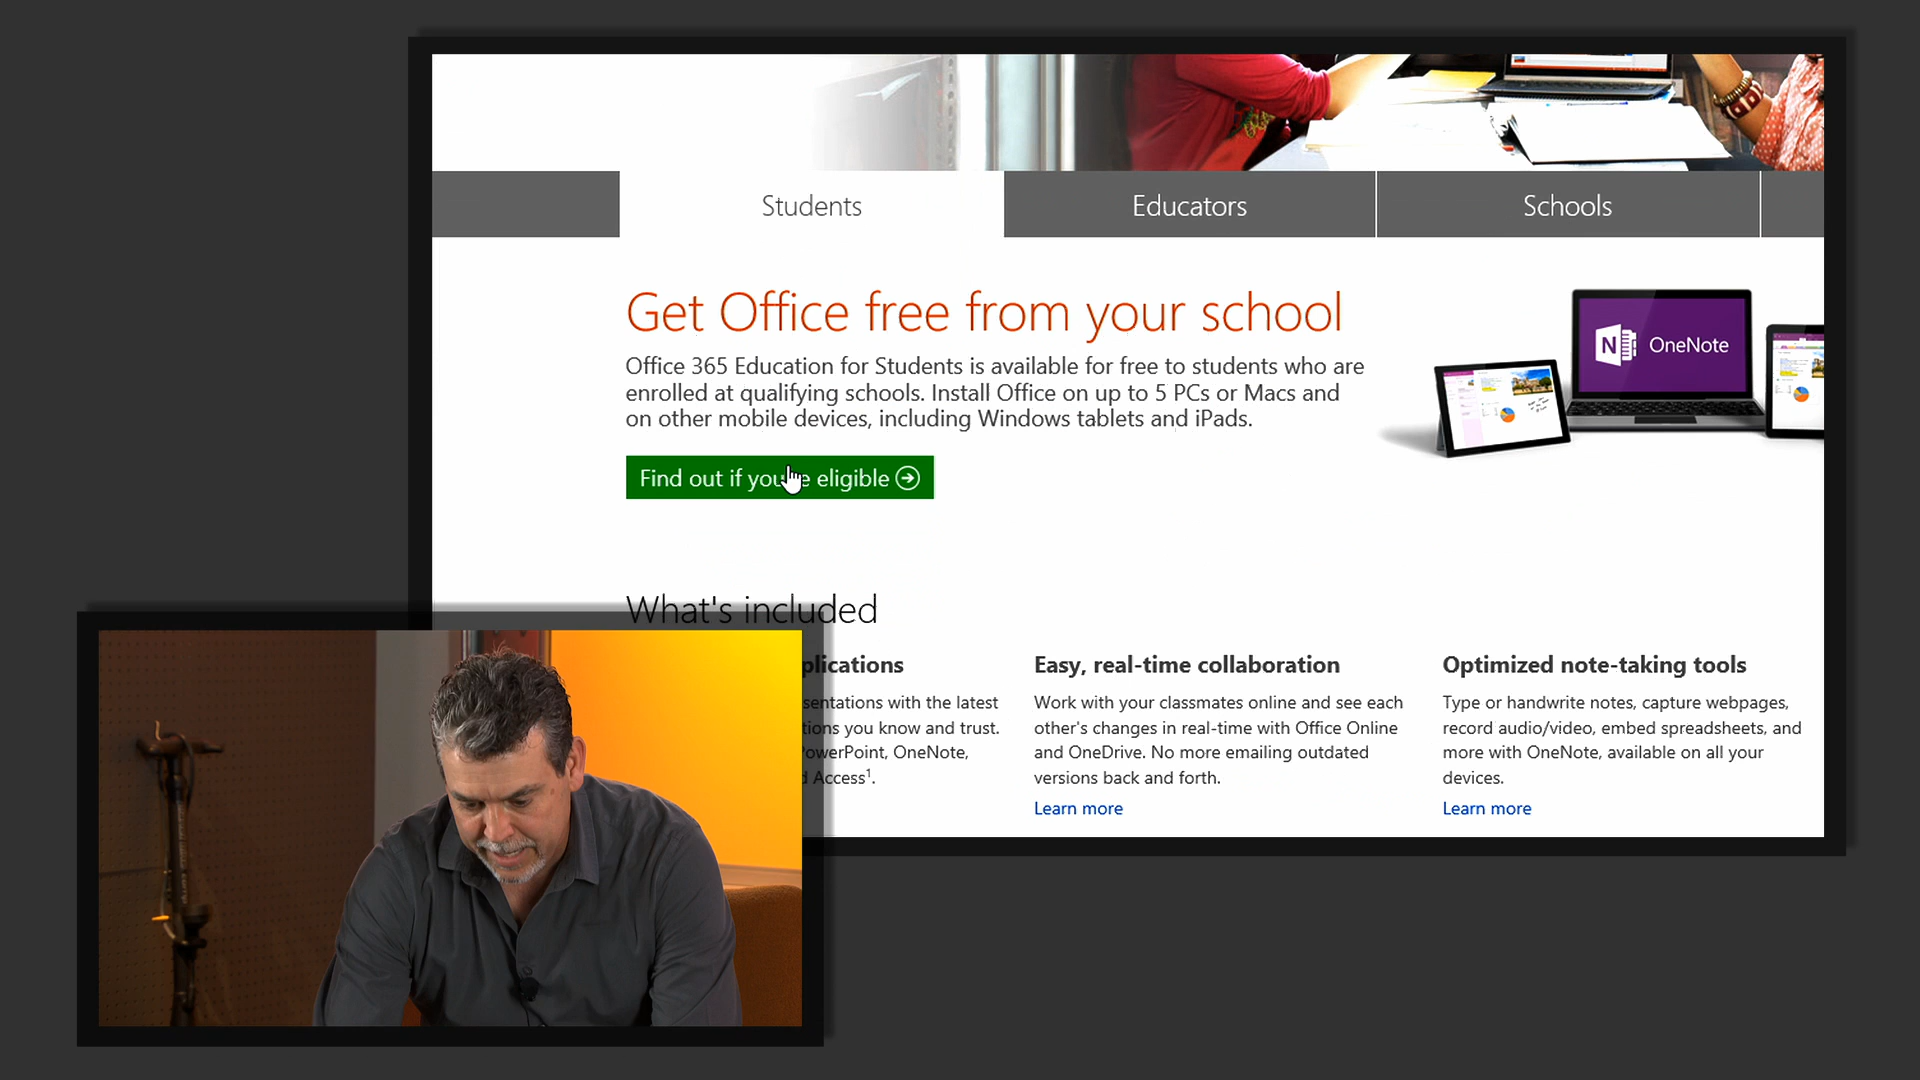 Students
Educators
Schools
Get Office free from your school
Office 365 Education for Students is available for free to students who are
enrolled at qualifying schools. Install Office on up to 5 PCs or Macs and
on other mobile devices, including Windows tablets and iPads.
N OneNote
Find out if you're eligible
What's included
plications
sentations with the latest
tions you know and trust.
PowerPoint, OneNote,
d Access¹.
Easy, real-time collaboration
Work with your classmates online and see each
other's changes in real-time with Office Online
and OneDrive. No more emailing outdated
versions back and forth.
Learn more
Optimized note-taking tools
Type or handwrite notes, capture webpages,
record audio/video, embed spreadsheets, and
more with OneNote, available on all your
devices.
Learn more